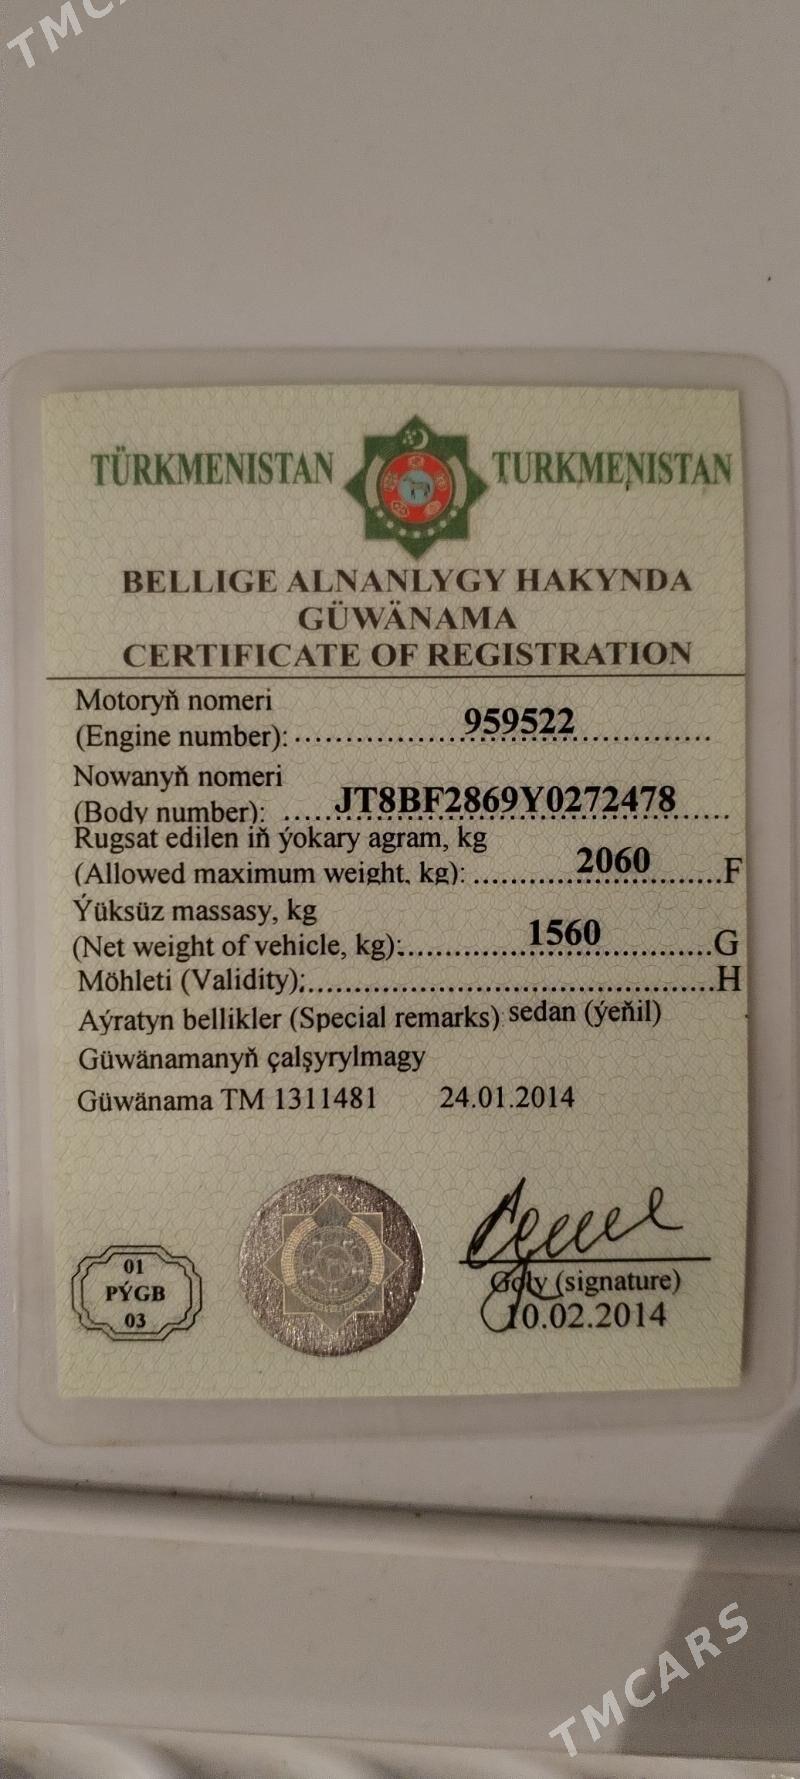 TMCA
TÜRKMENISTAN TURKMENISTAN
BELLIGE ALNANLYGY HAKYNDA
GÜWÄNAMA
CERTIFICATE OF REGISTRATION
Motoryň nomeri
(Engine number): 959522
Nowanyň nomeri
(Body number): JT8BF2869Y0272478
Rugsat edilen iň ýokary agram, kg
(Allowed maximum weight, kg): 2060 F
Ýüksüz massasy, kg
(Net weight of vehicle, kg): 1560 G
Möhleti (Validity): H
Aýratyn bellikler (Special remarks) sedan (ýeňil)
Güwänamanyň çalşyrylmagy
Güwänama TM 1311481 24.01.2014
01
PÝGB
03
Goly (signature)
10.02.2014
TMCARS